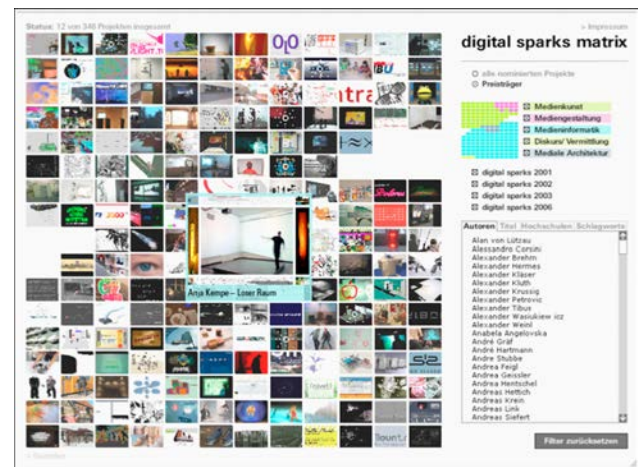 Status: 12 von 340 Projekten insgesamt
» Impressum
digital sparks matrix
alle nominierten Projekte
Preisträger
Medienkunst
Mediengestaltung
Medieninformatik
Diskurs/ Vermittlung
Mediale Architektur
digital sparks 2001
digital sparks 2002
digital sparks 2003
digital sparks 2006
Autoren Titel Hochschulen Schlagworte
Alan von Lützau
Alessandro Corsini
Alexander Brehm
Alexander Hermes
Alexander Kläser
Alexander Kluth
Alexander Krussig
Alexander Petrovic
Alexander Tibus
Alexander Wasiukiew icz
Alexander Weinl
Anabela Angelovska
André Gräf
André Hartmann
Andre Stubbe
Andrea Feigl
Andrea Geissler
Andrea Hentschel
Andreas Hettich
Andreas Krein
Andreas Link
Andreas Siefert
Filter zurücksetzen
Anja Kempe – Loser Raum